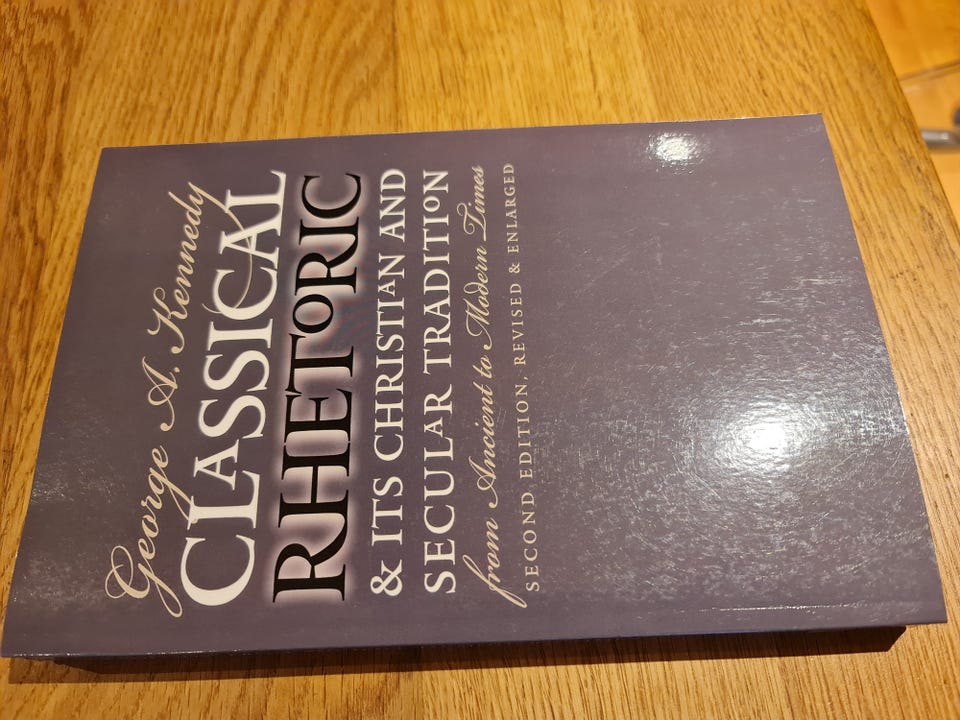 George A. Kennedy
CLASSICAL
RHETORIC
& ITS CHRISTIAN AND
SECULAR TRADITION
from Ancient to Modern Times
SECOND EDITION, REVISED & ENLARGED